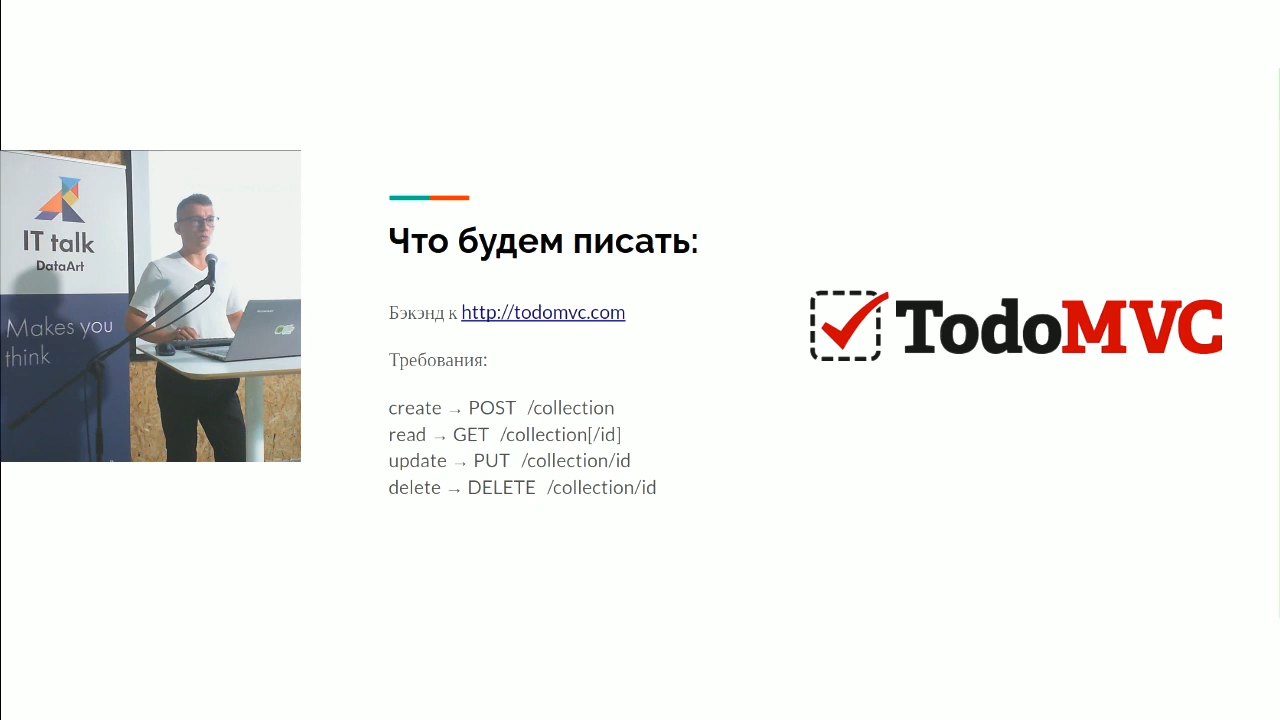 IT talk
DataArt
Makes you
think
Что будем писать:
Бэкэнд к http://todomvc.com
Требования:
create → POST /collection
read → GET /collection[/id]
update → PUT /collection/id
delete → DELETE /collection/id
TodoMVC